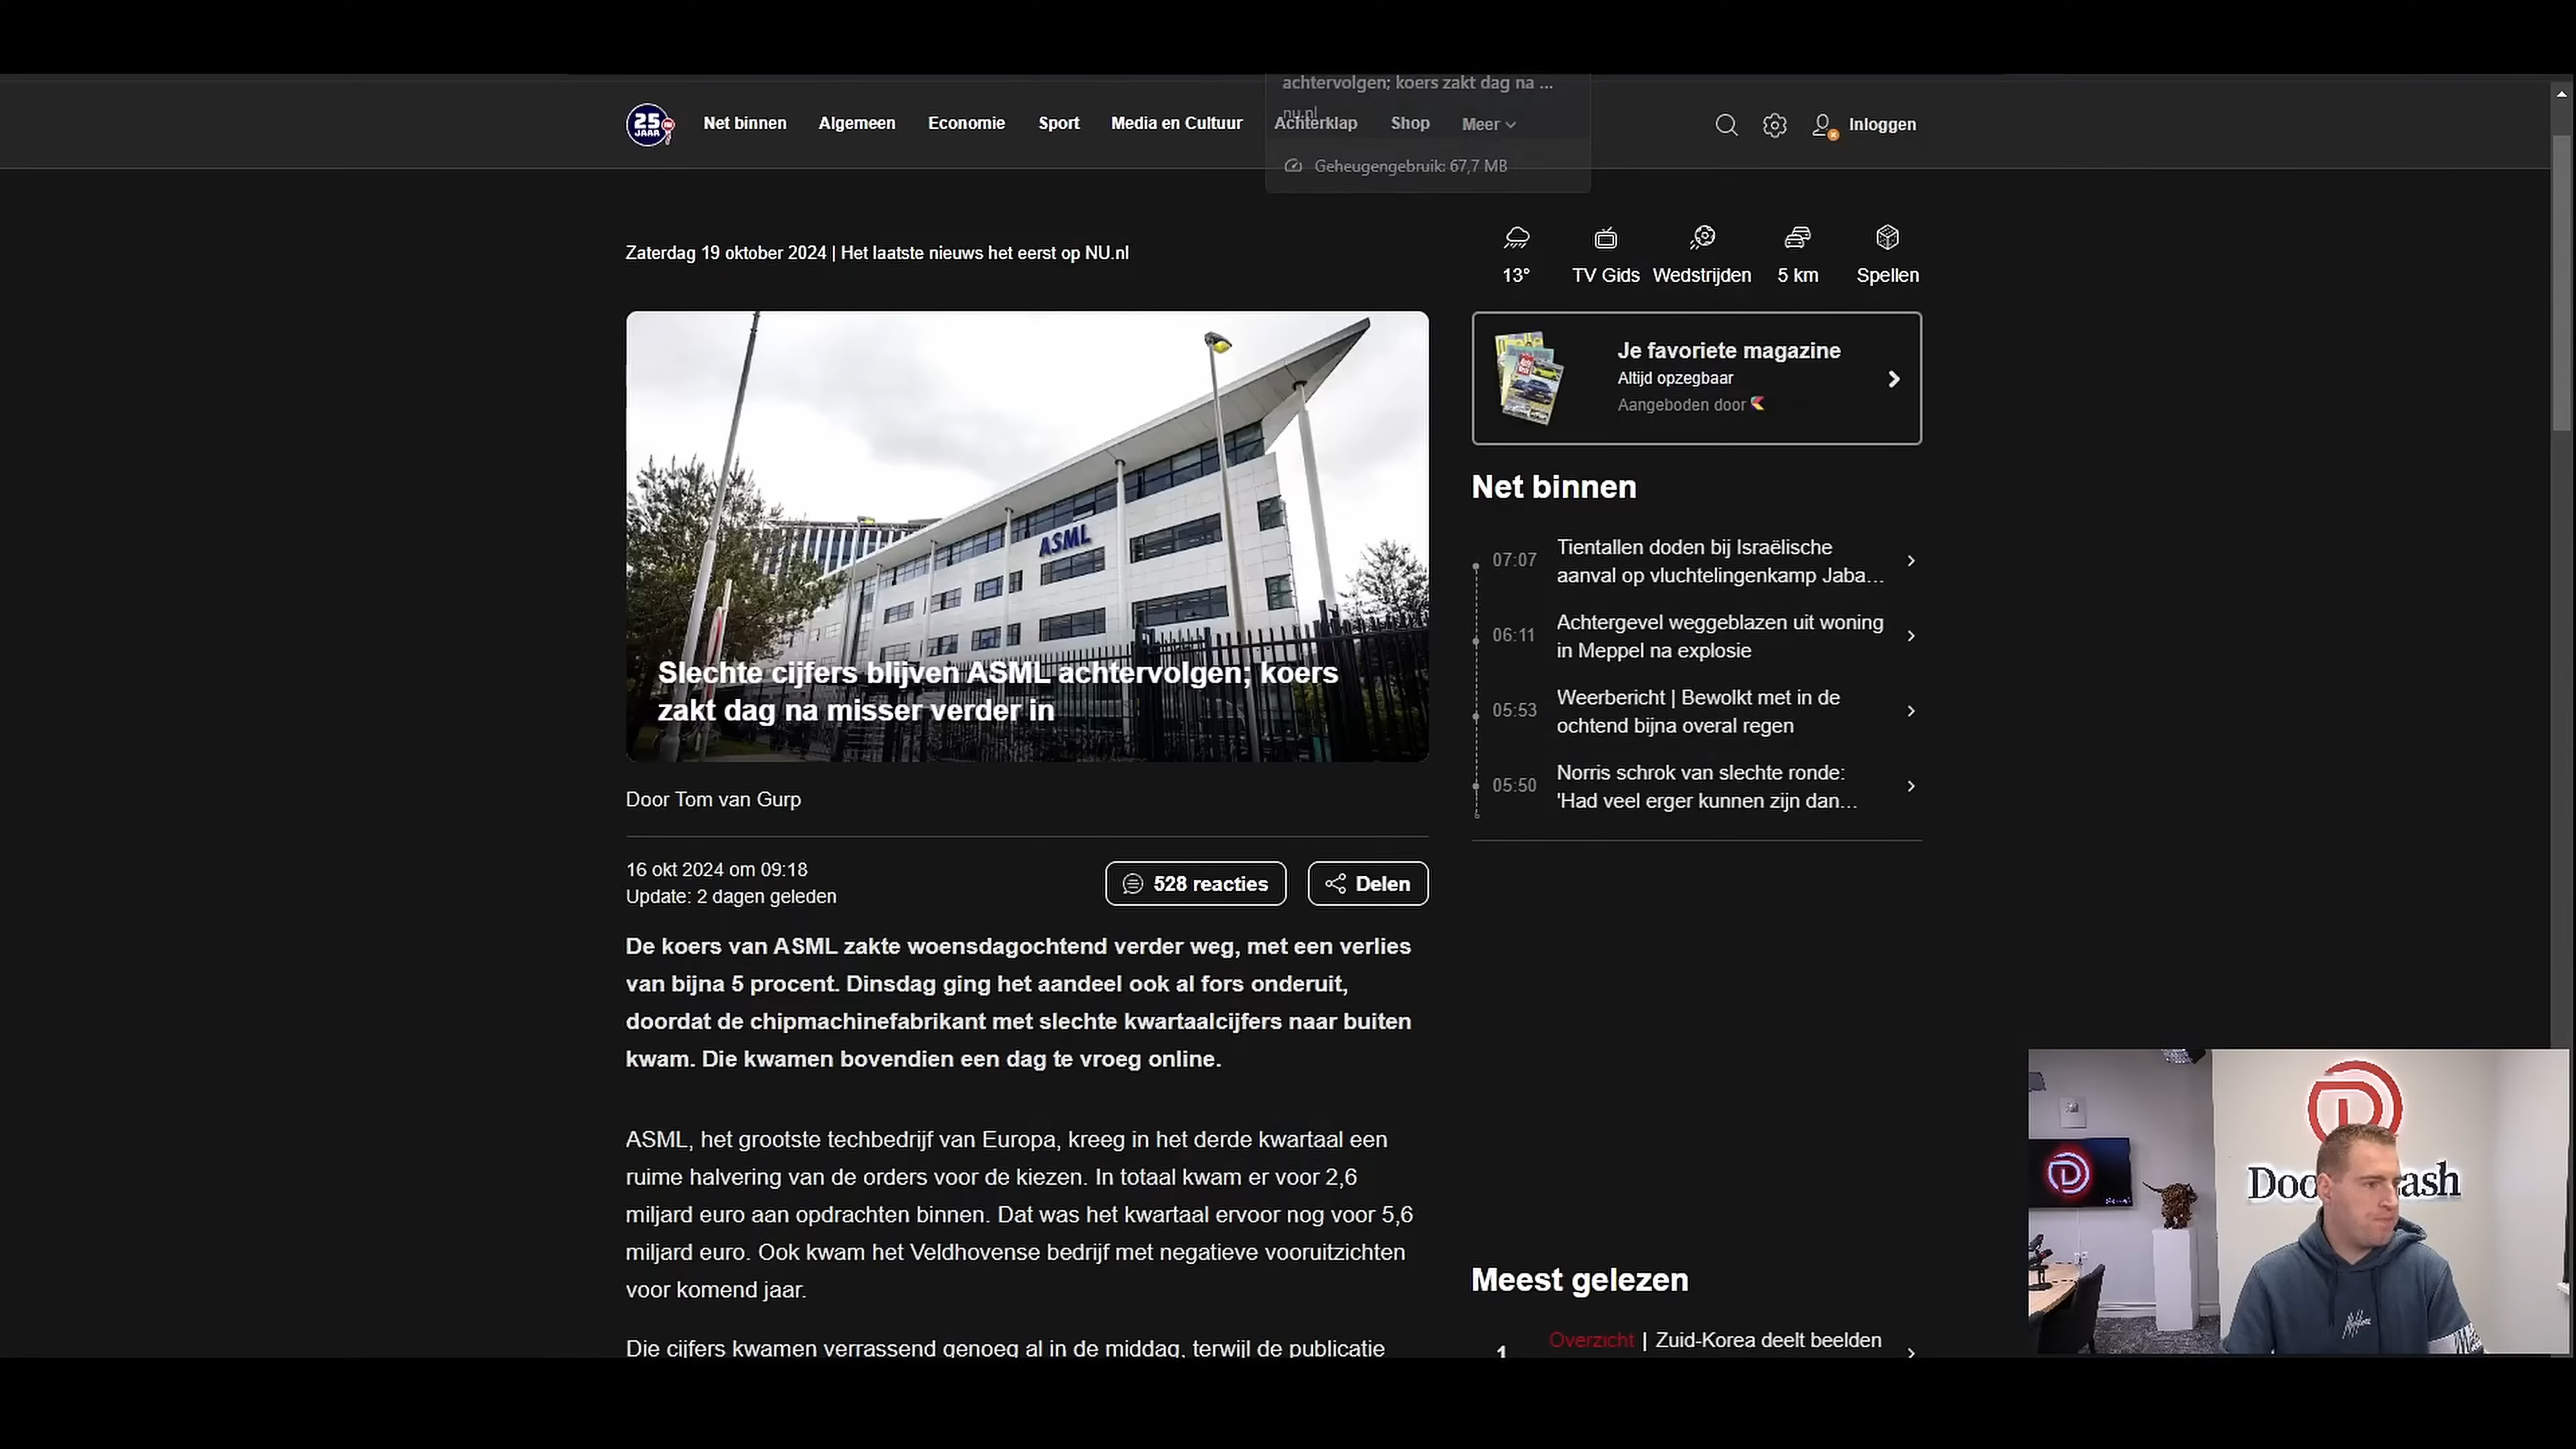 achtervolgen; koers zakt dag na ...
nu.nl
25
JAAR
Net binnen
Algemeen
Economie
Sport
Media en Cultuur
Achterklap
Shop
Meer
Inloggen
Geheugengebruik: 67,7 MB
Zaterdag 19 oktober 2024 | Het laatste nieuws het eerst op NU.nl
13°
TV Gids
Wedstrijden
5 km
Spellen
ASML
Slechte cijfers blijven ASML achtervolgen; koers
zakt dag na misser verder in
Door Tom van Gurp
16 okt 2024 om 09:18
Update: 2 dagen geleden
528 reacties
Delen
De koers van ASML zakte woensdagochtend verder weg, met een verlies
van bijna 5 procent. Dinsdag ging het aandeel ook al fors onderuit,
doordat de chipmachinefabrikant met slechte kwartaalcijfers naar buiten
kwam. Die kwamen bovendien een dag te vroeg online.
ASML, het grootste techbedrijf van Europa, kreeg in het derde kwartaal een
ruime halvering van de orders voor de kiezen. In totaal kwam er voor 2,6
miljard euro aan opdrachten binnen. Dat was het kwartaal ervoor nog voor 5,6
miljard euro. Ook kwam het Veldhovense bedrijf met negatieve vooruitzichten
voor komend jaar.
Die cijfers kwamen verrassend genoeg al in de middag, terwijl de publicatie
Je favoriete magazine
Altijd opzegbaar
Aangeboden door
Net binnen
07:07
Tientallen doden bij Israëlische
aanval op vluchtelingenkamp Jaba...
06:11
Achtergevel weggeblazen uit woning
in Meppel na explosie
05:53
Weerbericht | Bewolkt met in de
ochtend bijna overal regen
05:50
Norris schrok van slechte ronde:
'Had veel erger kunnen zijn dan...
Meest gelezen
1
Overzicht | Zuid-Korea deelt beelden